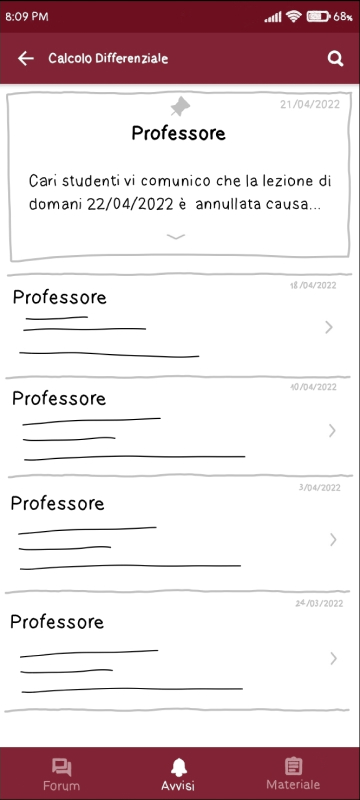 8:09 PM 68%
Calcolo Differenziale
21/04/2022
Professore
Cari studenti vi comunico che la lezione di
domani 22/04/2022 è annullata causa...
18/04/2022
Professore
10/04/2022
Professore
3/04/2022
Professore
24/03/2022
Professore
Forum Avvisi Materiale